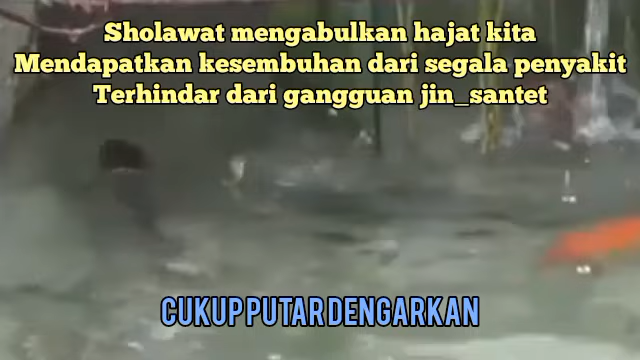 Sholawat mengabulkan hajat kita
Mendapatkan kesembuhan dari segala penyakit
Terhindar dari gangguan jin_santet
CUKUP PUTAR DENGARKAN